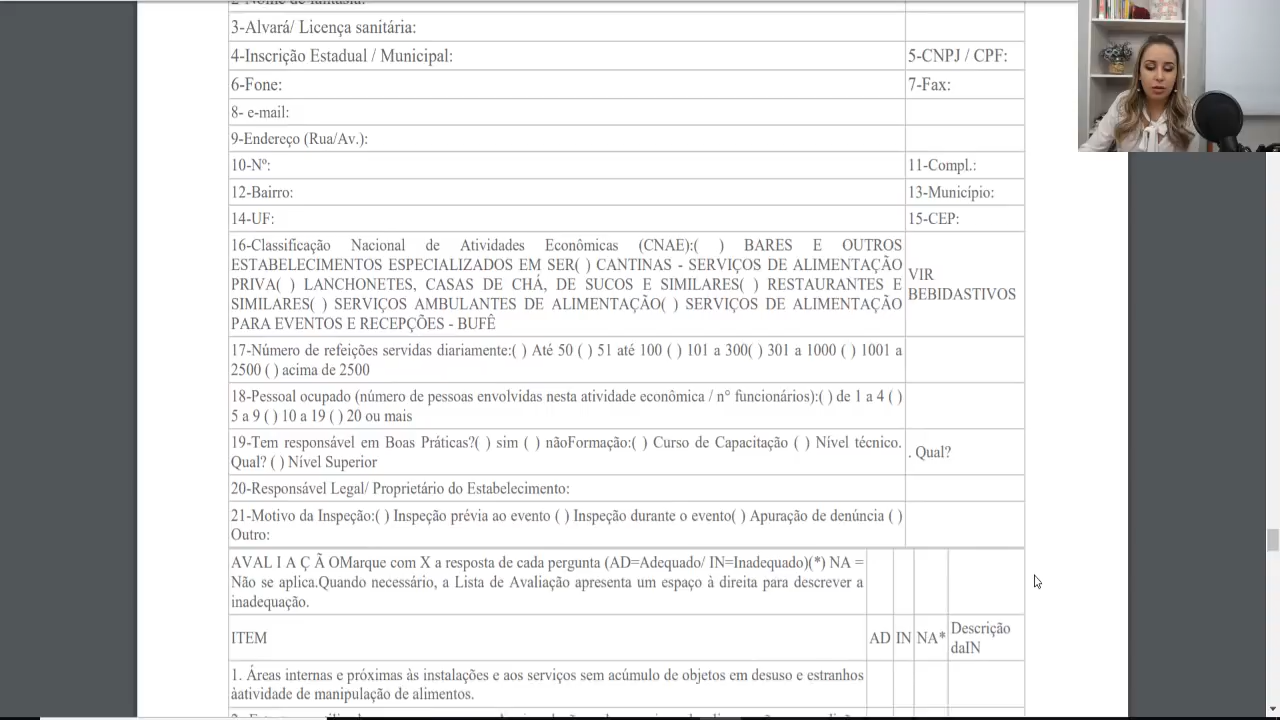 2-Nome de fantasia:
3-Alvará/ Licença sanitária:
4-Inscrição Estadual / Municipal: 5-CNPJ / CPF:
6-Fone: 7-Fax:
8- e-mail:
9-Endereço (Rua/Av.):
10-Nº: 11-Compl.:
12-Bairro: 13-Município:
14-UF: 15-CEP:
16-Classificação Nacional de Atividades Econômicas (CNAE):( ) BARES E OUTROS
ESTABELECIMENTOS ESPECIALIZADOS EM SER( ) CANTINAS - SERVIÇOS DE ALIMENTAÇÃO
PRIVA( ) LANCHONETES, CASAS DE CHÁ, DE SUCOS E SIMILARES( ) RESTAURANTES E
SIMILARES( ) SERVIÇOS AMBULANTES DE ALIMENTAÇÃO( ) SERVIÇOS DE ALIMENTAÇÃO
PARA EVENTOS E RECEPÇÕES - BUFÊ
VIR
BEBIDASTIVOS
17-Número de refeições servidas diariamente:( ) Até 50 ( ) 51 até 100 ( ) 101 a 300( ) 301 a 1000 ( ) 1001 a
2500 ( ) acima de 2500
18-Pessoal ocupado (número de pessoas envolvidas nesta atividade econômica / n° funcionários):( ) de 1 a 4 ( )
5 a 9 ( ) 10 a 19 ( ) 20 ou mais
19-Tem responsável em Boas Práticas?( ) sim ( ) nãoFormação:( ) Curso de Capacitação ( ) Nível técnico.
Qual? ( ) Nível Superior
. Qual?
20-Responsável Legal/ Proprietário do Estabelecimento:
21-Motivo da Inspeção:( ) Inspeção prévia ao evento ( ) Inspeção durante o evento( ) Apuração de denúncia ( )
Outro:
AVAL I A Ç Ã OMarque com X a resposta de cada pergunta (AD=Adequado/ IN=Inadequado)(*) NA =
Não se aplica.Quando necessário, a Lista de Avaliação apresenta um espaço à direita para descrever a
inadequação.
ITEM AD IN NA* Descrição
daIN
1. Áreas internas e próximas às instalações e aos serviços sem acúmulo de objetos em desuso e estranhos
àatividade de manipulação de alimentos.